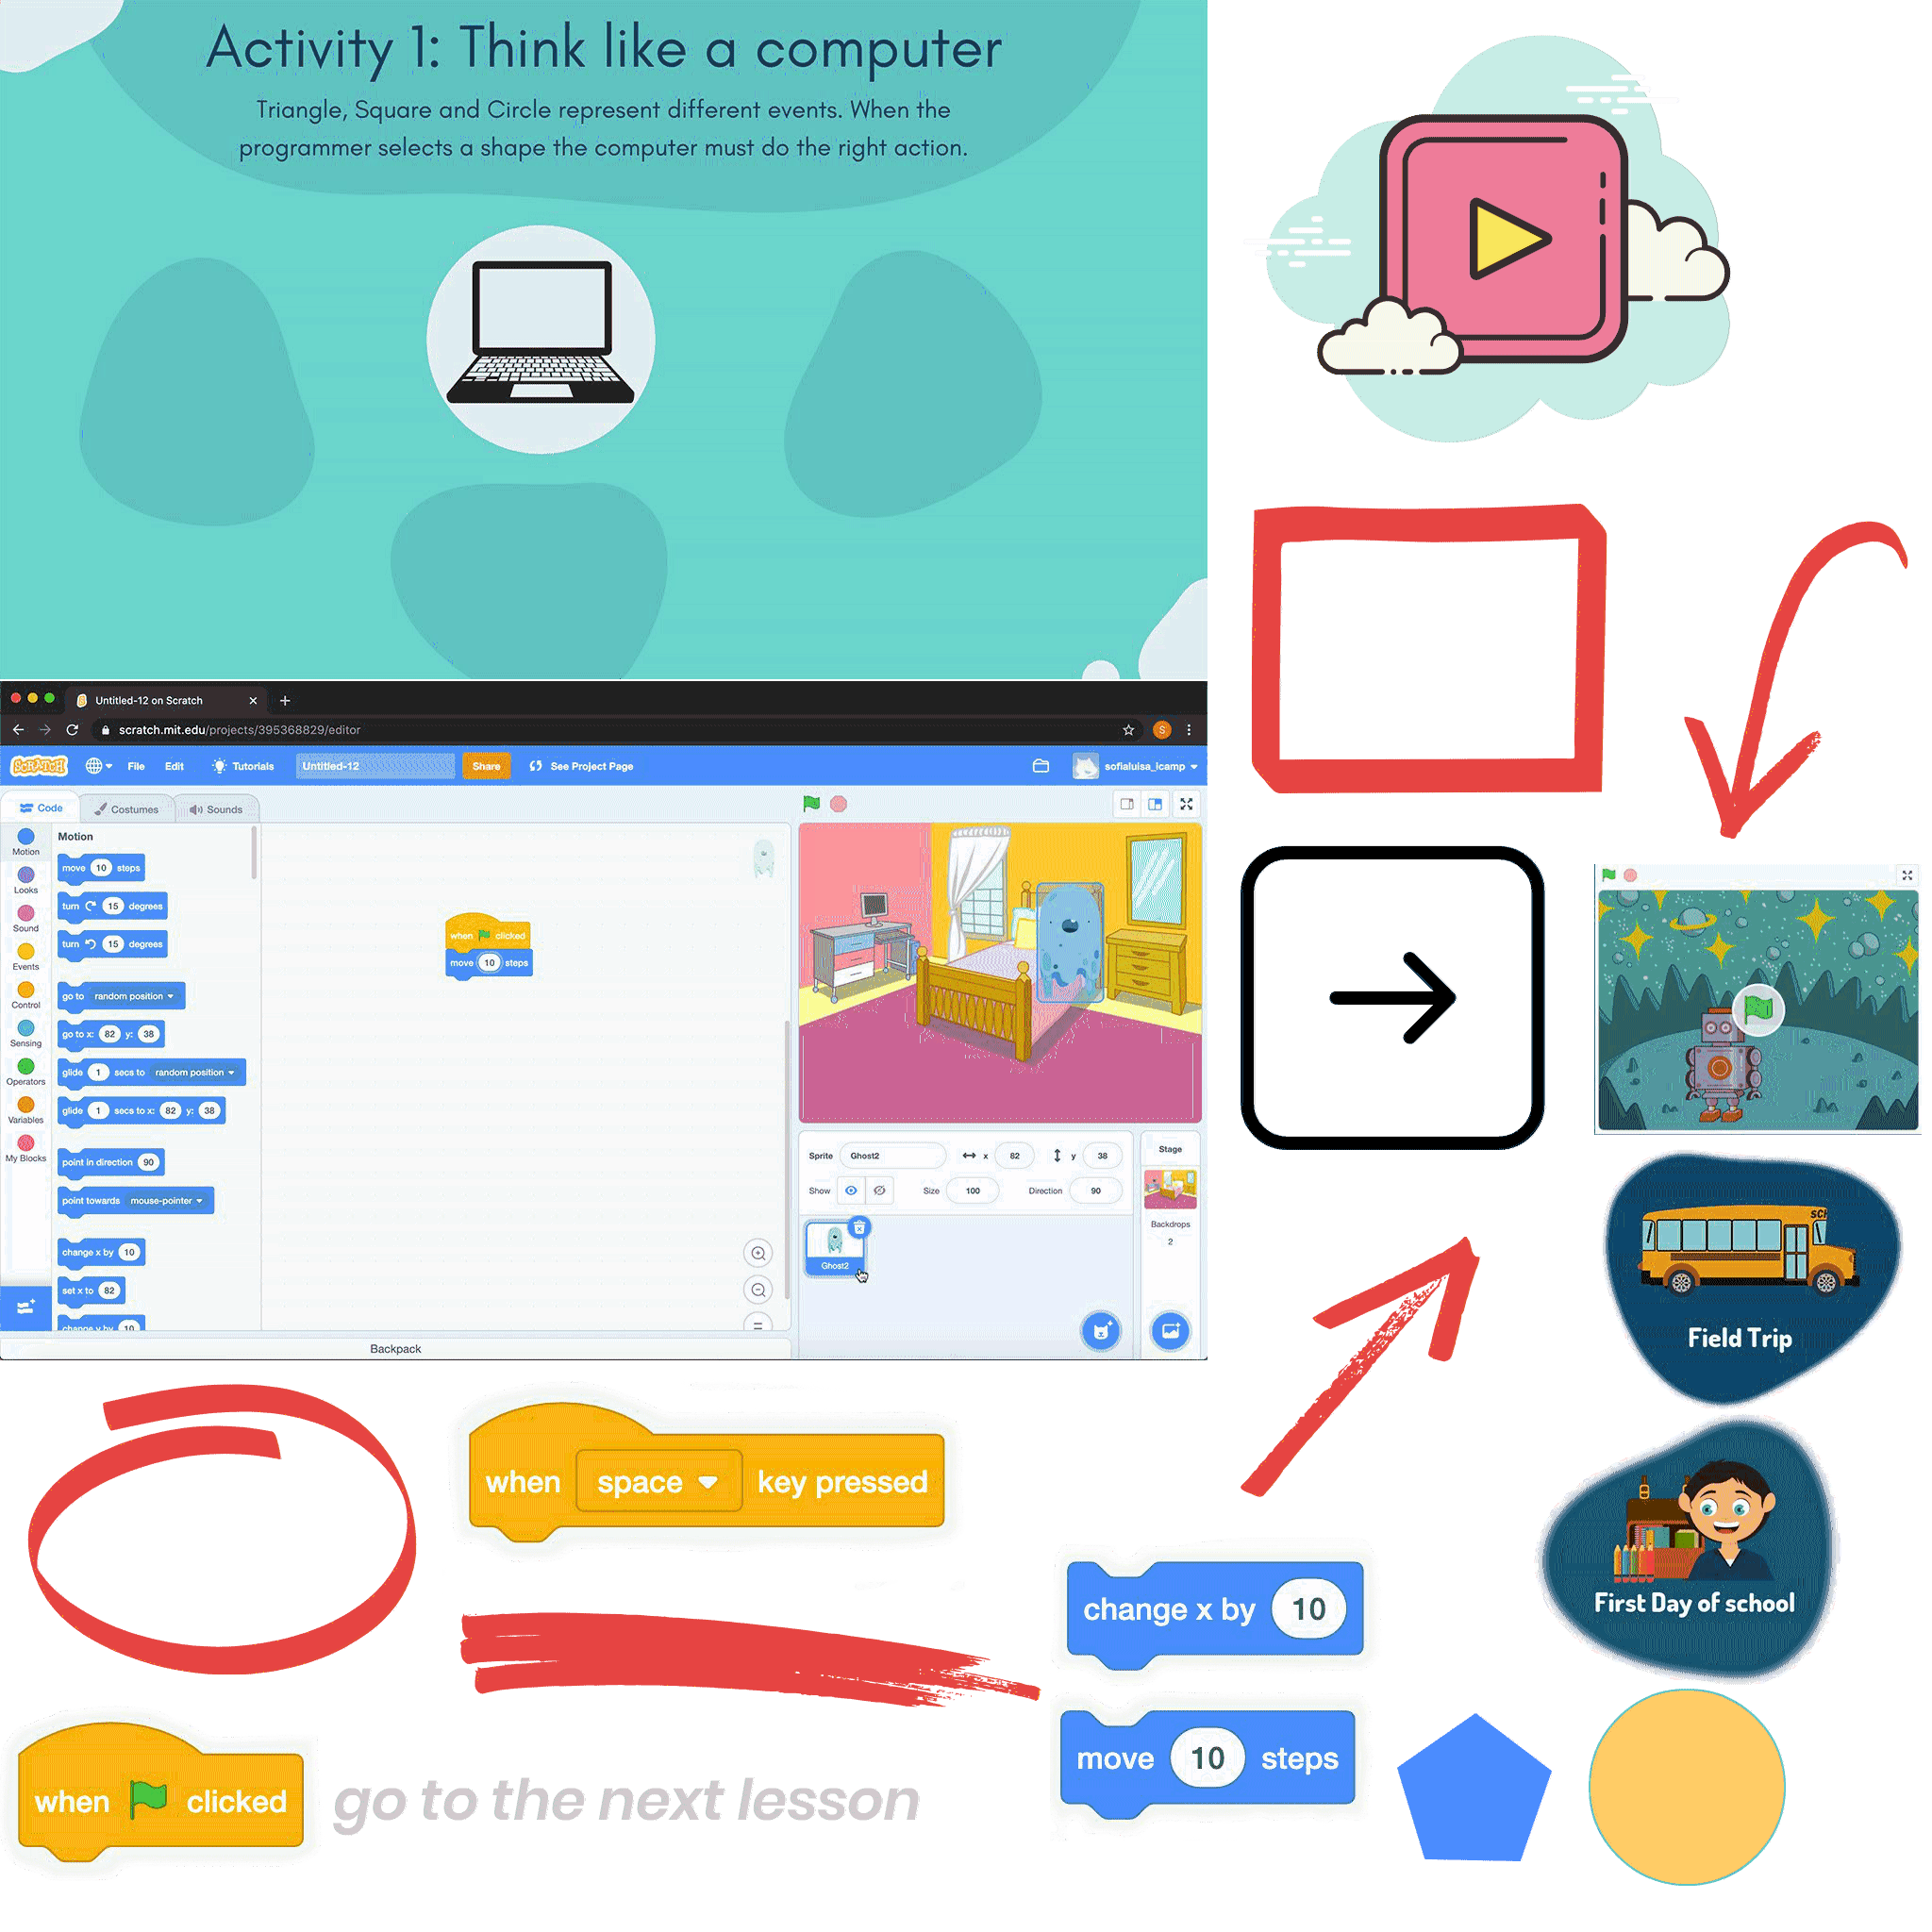 Activity 1: Think like a computer
Triangle, Square and Circle represent different events. When the
programmer selects a shape the computer must do the right action.
Untitled-12 on Scratch
scratch.mit.edu/projects/395368829/editor
S
SCRATCH
File Edit Tutorials Untitled-12 Share See Project Page sofialuisa_icamp
Code Costumes Sounds
Motion
Looks
Sound
Events
Control
Sensing
Operators
Variables
My Blocks
Motion
move 10 steps
turn 15 degrees
turn 15 degrees
go to random position
go to x: 82 y: 38
glide 1 secs to random position
glide 1 secs to x: 82 y: 38
point in direction 90
point towards mouse-pointer
change x by 10
set x to 82
change y by 10
when clicked
move 10 steps
Backpack
Sprite Ghost2 x 82 y 38
Show Size 100 Direction 90
Ghost2
Stage
Backdrops
2
SCH
Field Trip
First Day of school
when space key pressed
change x by 10
move 10 steps
when clicked
go to the next lesson